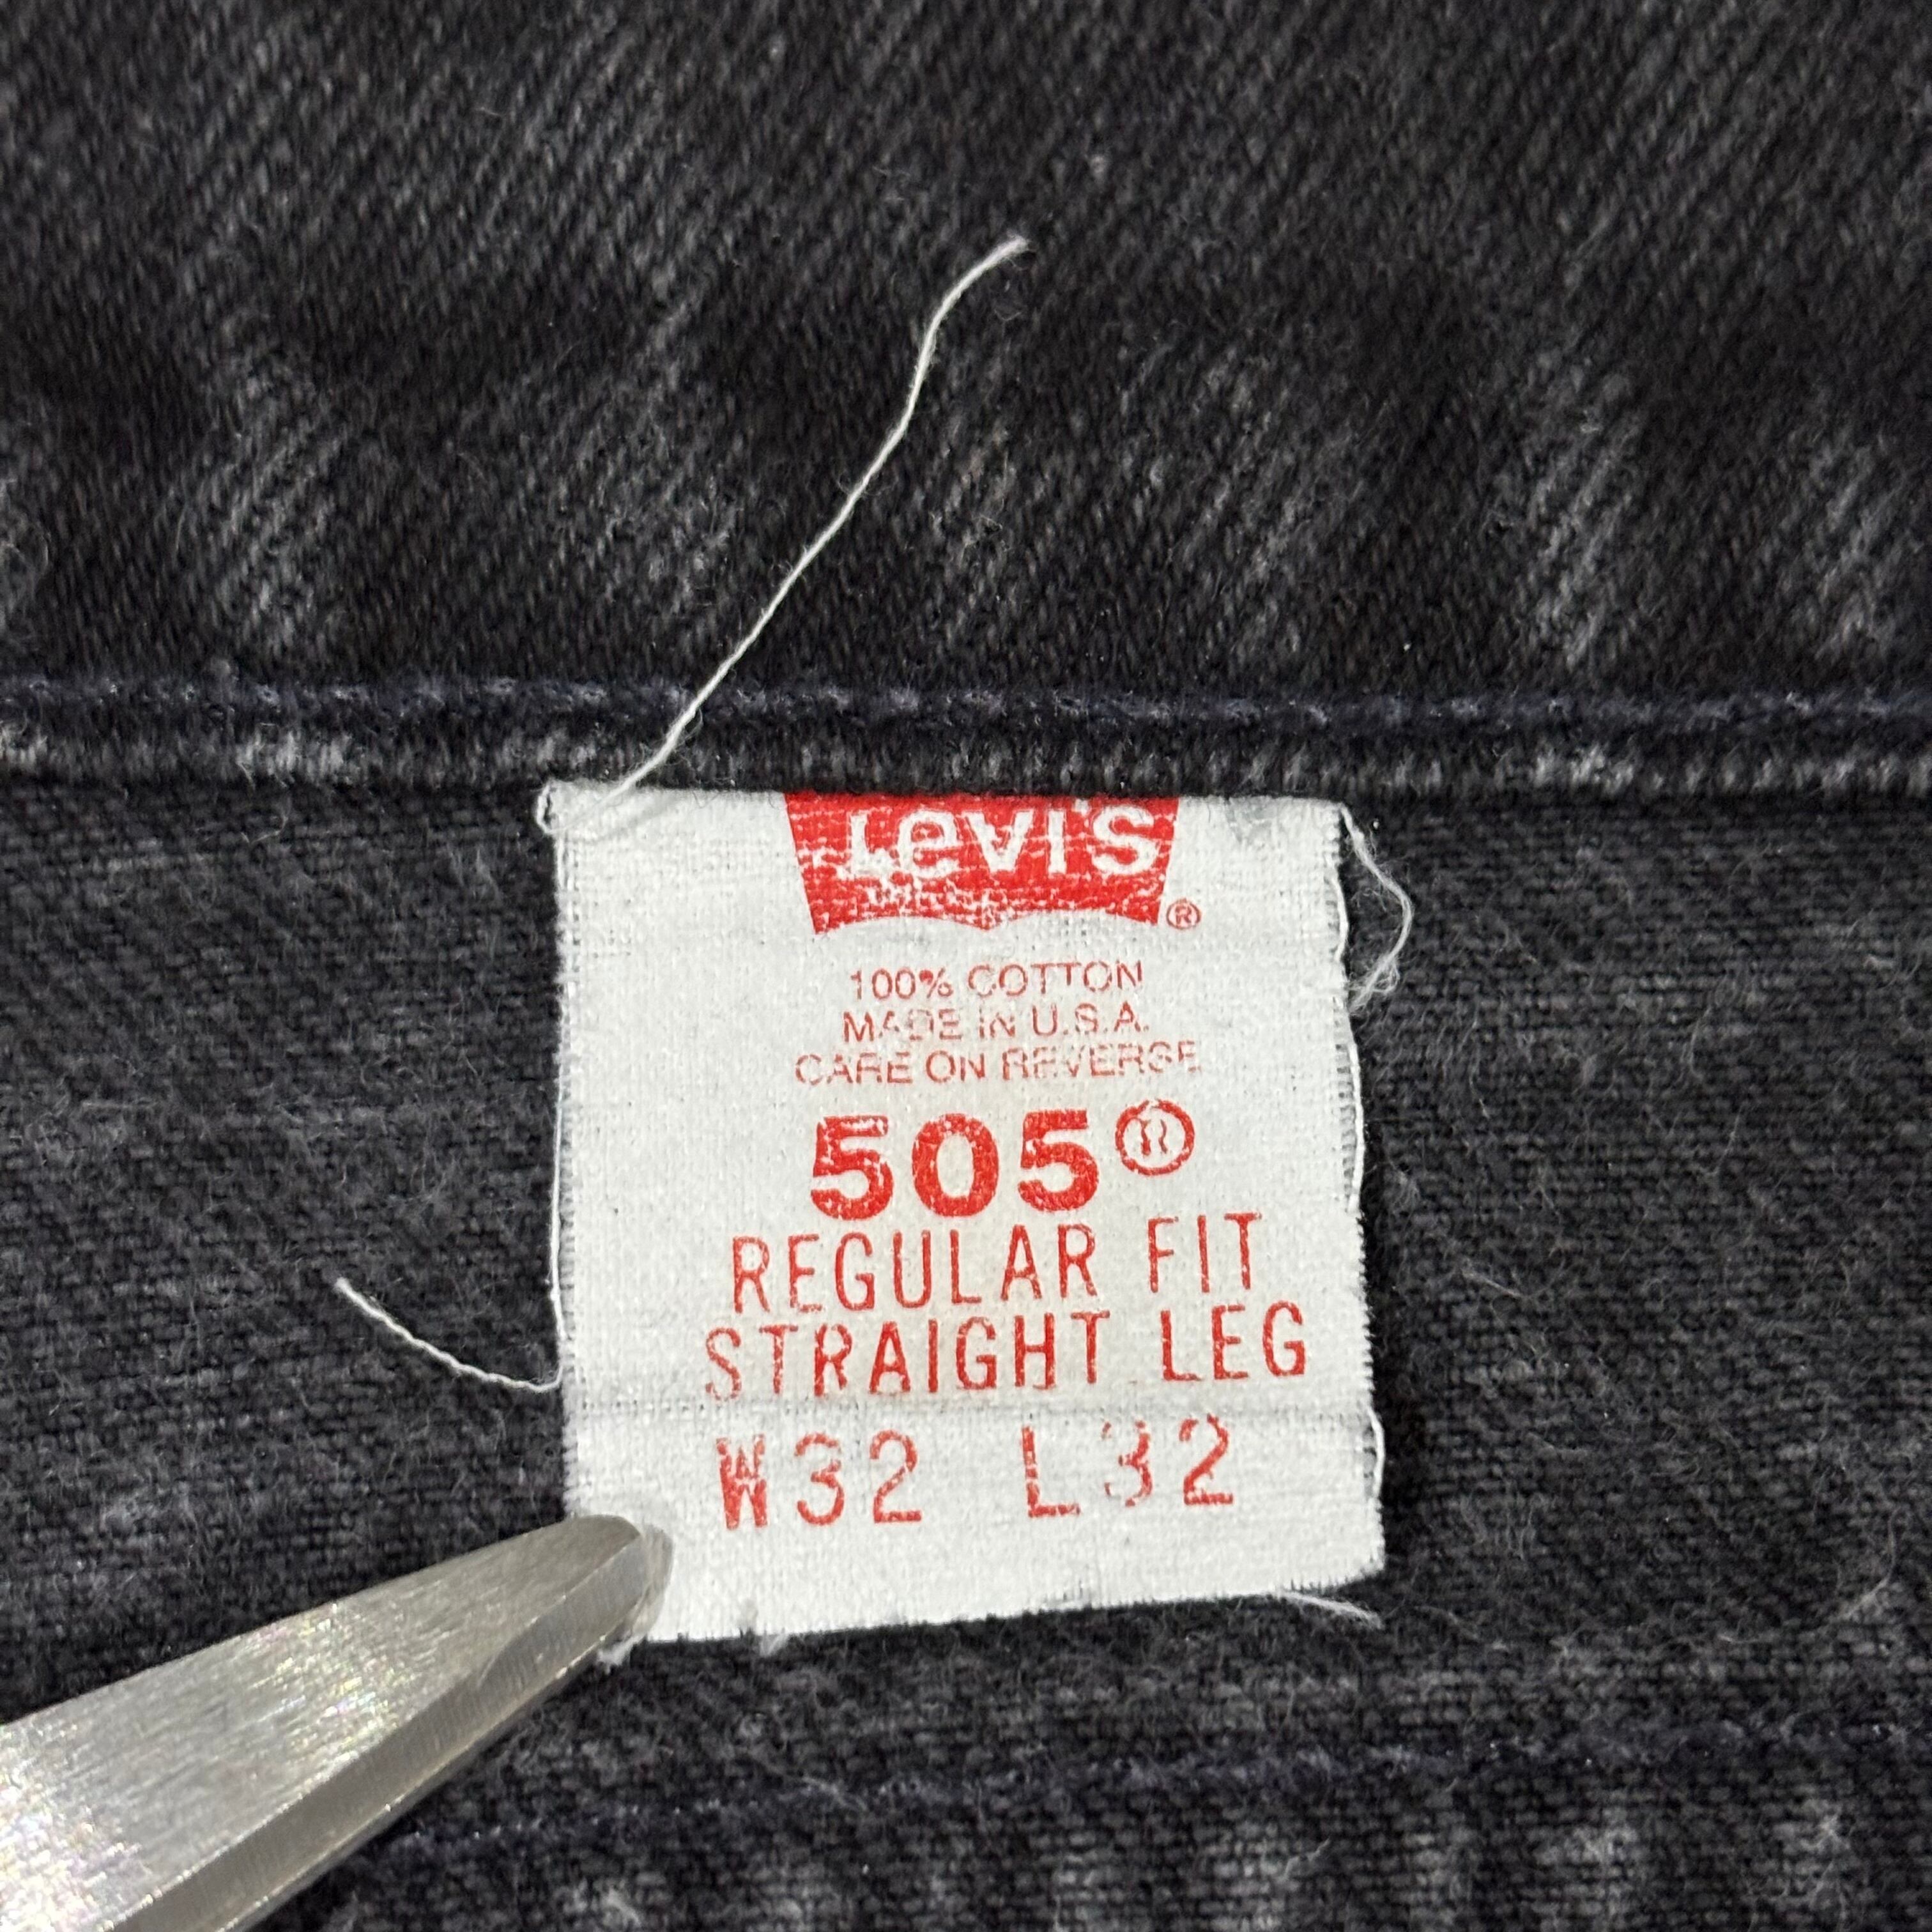 Levi's ®
100% COTTON
MADE IN U.S.A.
CARE ON REVERSE
505®
REGULAR FIT
STRAIGHT LEG
W32 L32